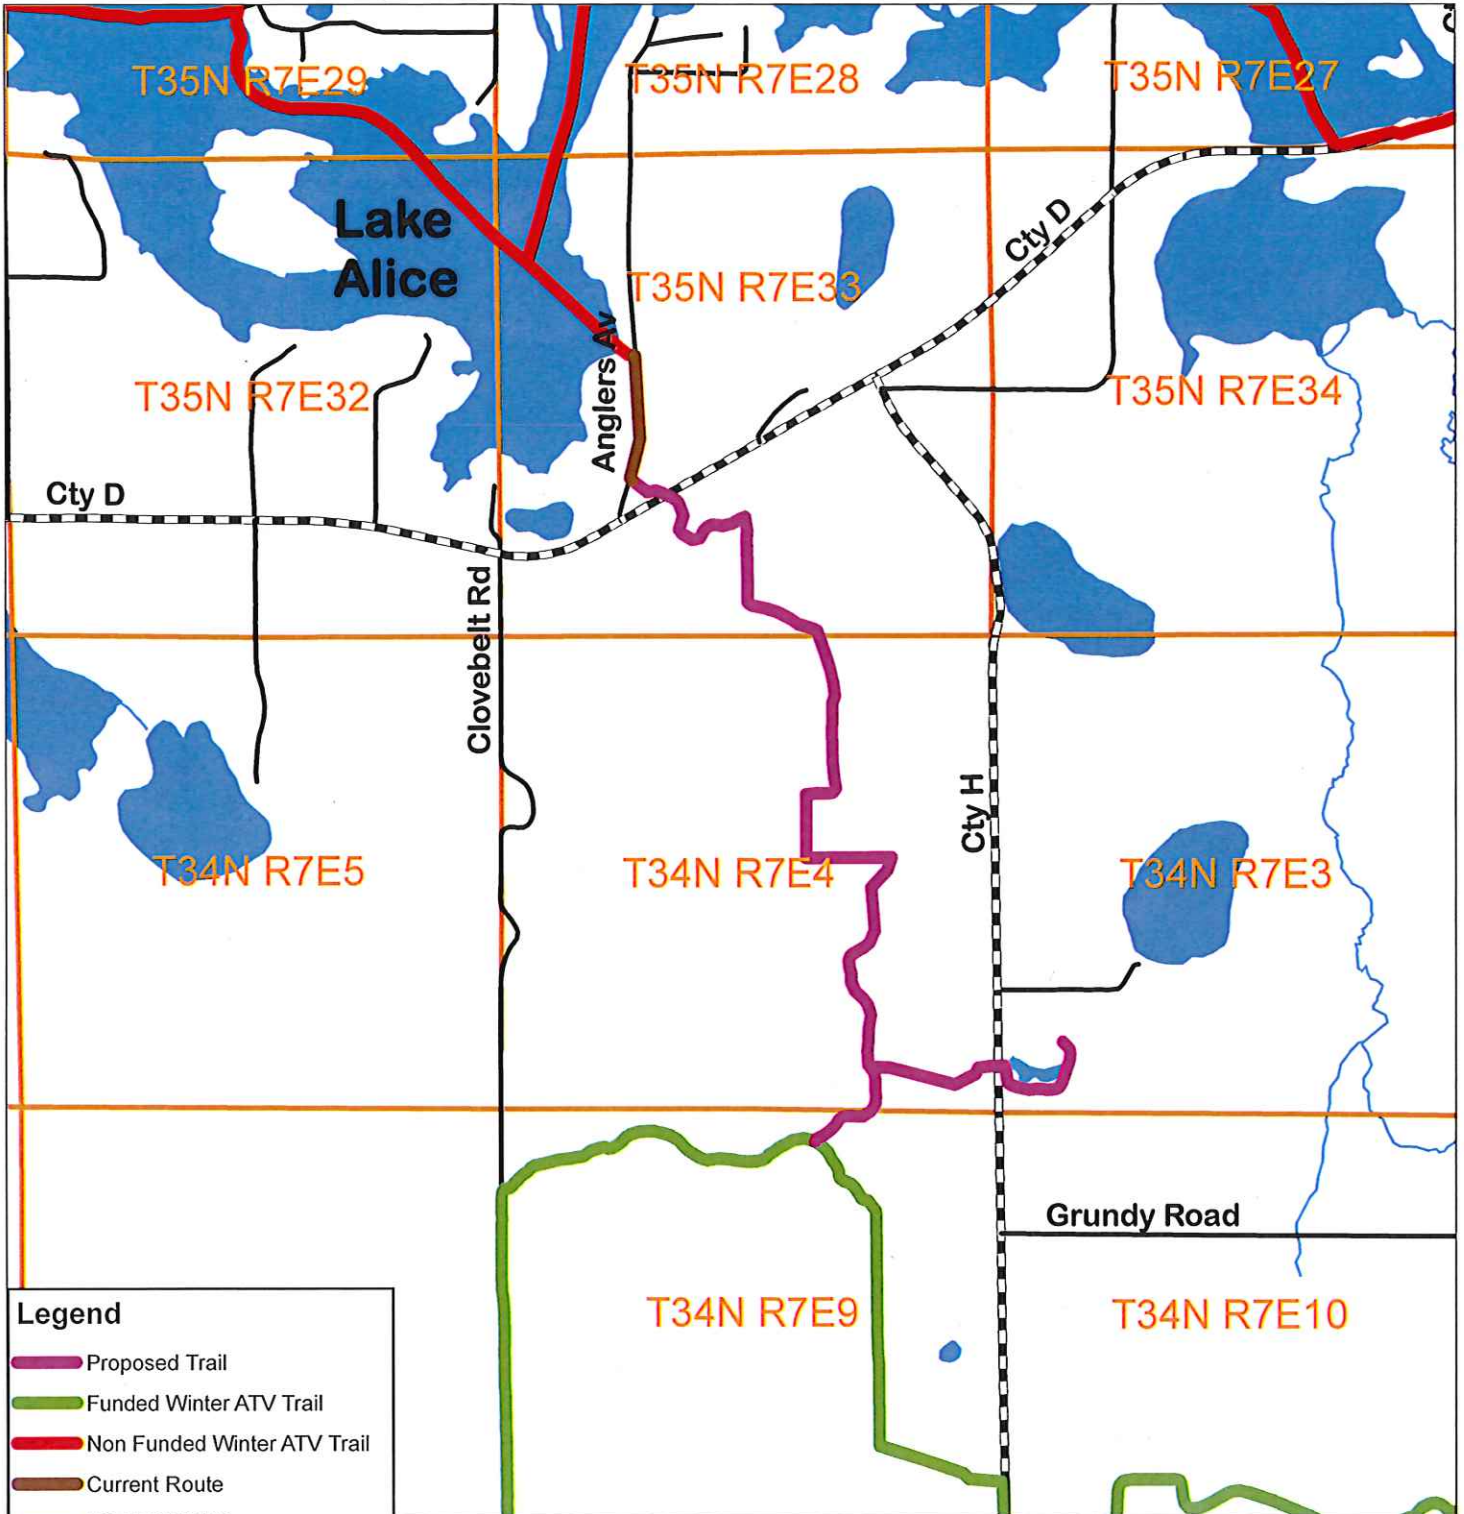 T35N R7E29
T35N R7E28
T35N R7E27
Lake
Alice
Cty D
T35N R7E33
Anglers Av
T35N R7E32
T35N R7E34
Cty D
Clovebelt Rd
Cty H
T34N R7E5
T34N R7E4
T34N R7E3
Grundy Road
T34N R7E9
T34N R7E10
Legend
Proposed Trail
Funded Winter ATV Trail
Non Funded Winter ATV Trail
Current Route